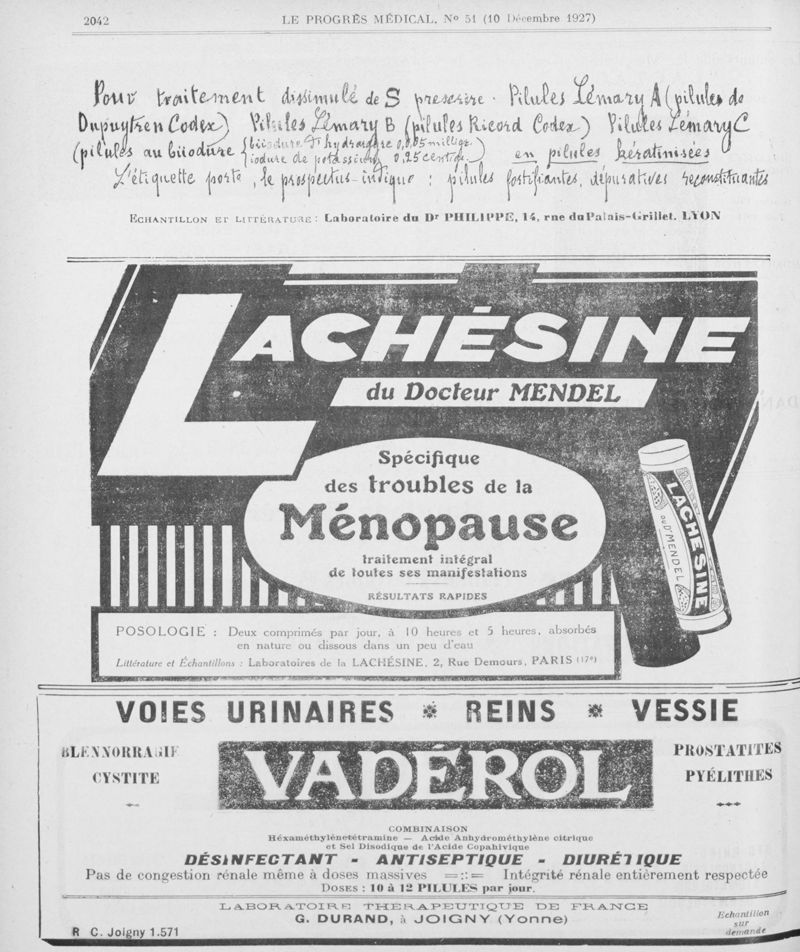 2042
LE PROGRÈS MÉDICAL, No 51 (10 Décembre 1927)
Pour traitement dissimulé de S prescrire. Pilules Lémary A (pilules de
Dupuytren Codex) Pilules Lémary B (pilules Ricord Codex) Pilules Lémary C
(pilules au biiodure { biiodure d'hydrargyre 0,005 milligr.
iodure de potassium 0,25 centigr. ) en pilules kératinisées
L'étiquette porte, le prospectus indique : pilules fortifiantes, dépuratives reconstituantes
ECHANTILLON ET LITTÉRATURE : Laboratoire du Dr PHILIPPE, 14, rue du Palais-Grillet. LYON
LACHÉSINE
du Docteur MENDEL
Spécifique
des troubles de la
Ménopause
traitement intégral
de toutes ses manifestations
RÉSULTATS RAPIDES
LACHÉSINE
DU Dr MENDEL
POSOLOGIE : Deux comprimés par jour, à 10 heures et 5 heures, absorbés
en nature ou dissous dans un peu d'eau
Littérature et Échantillons : Laboratoires de la LACHÉSINE, 2, Rue Demours, PARIS (17e)
VOIES URINAIRES * REINS * VESSIE
BLENNORRAGIE
CYSTITE
VADÉROL
PROSTATITES
PYÉLITHES
COMBINAISON
Héxaméthylènetétramine — Acide Anhydrométhylène citrique
et Sel Disodique de l'Acide Copahivique
DÉSINFECTANT - ANTISEPTIQUE - DIURÉTIQUE
Pas de congestion rénale même à doses massives =::= Intégrité rénale entièrement respectée
DOSES : 10 à 12 PILULES par jour.
LABORATOIRE THERAPEUTIQUE DE FRANCE
G. DURAND, à JOIGNY (Yonne)
R C. Joigny 1.571
Echantillon
sur
demande